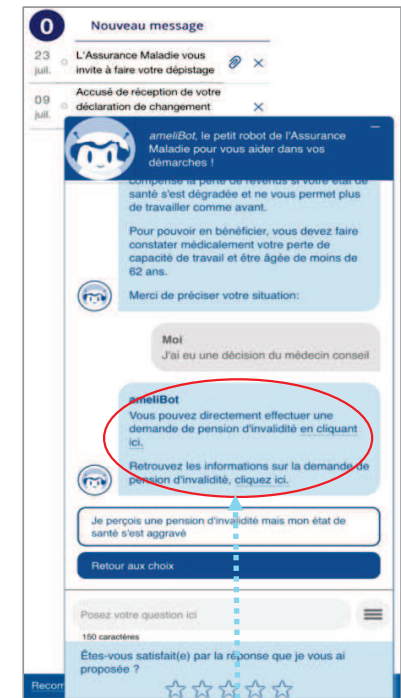 0 Nouveau message
23 juil. L'Assurance Maladie vous
invite à faire votre dépistage
09 juil. Accusé de réception de votre
déclaration de changement
ameliBot, le petit robot de l'Assurance
Maladie pour vous aider dans vos
démarches !
compense la perte de revenus si votre état de
santé s'est dégradée et ne vous permet plus
de travailler comme avant.
Pour pouvoir en bénéficier, vous devez faire
constater médicalement votre perte de
capacité de travail et être âgée de moins de
62 ans.
Merci de préciser votre situation:
Moi
J'ai eu une décision du médecin conseil
ameliBot
Vous pouvez directement effectuer une
demande de pension d'invalidité en cliquant
ici.
Retrouvez les informations sur la demande de
pension d'invalidité, cliquez ici.
Je perçois une pension d'invalidité mais mon état de
santé s'est aggravé
Retour aux choix
Posez votre question ici
150 caractères
Êtes-vous satisfait(e) par la réponse que je vous ai
proposée ?
Recom